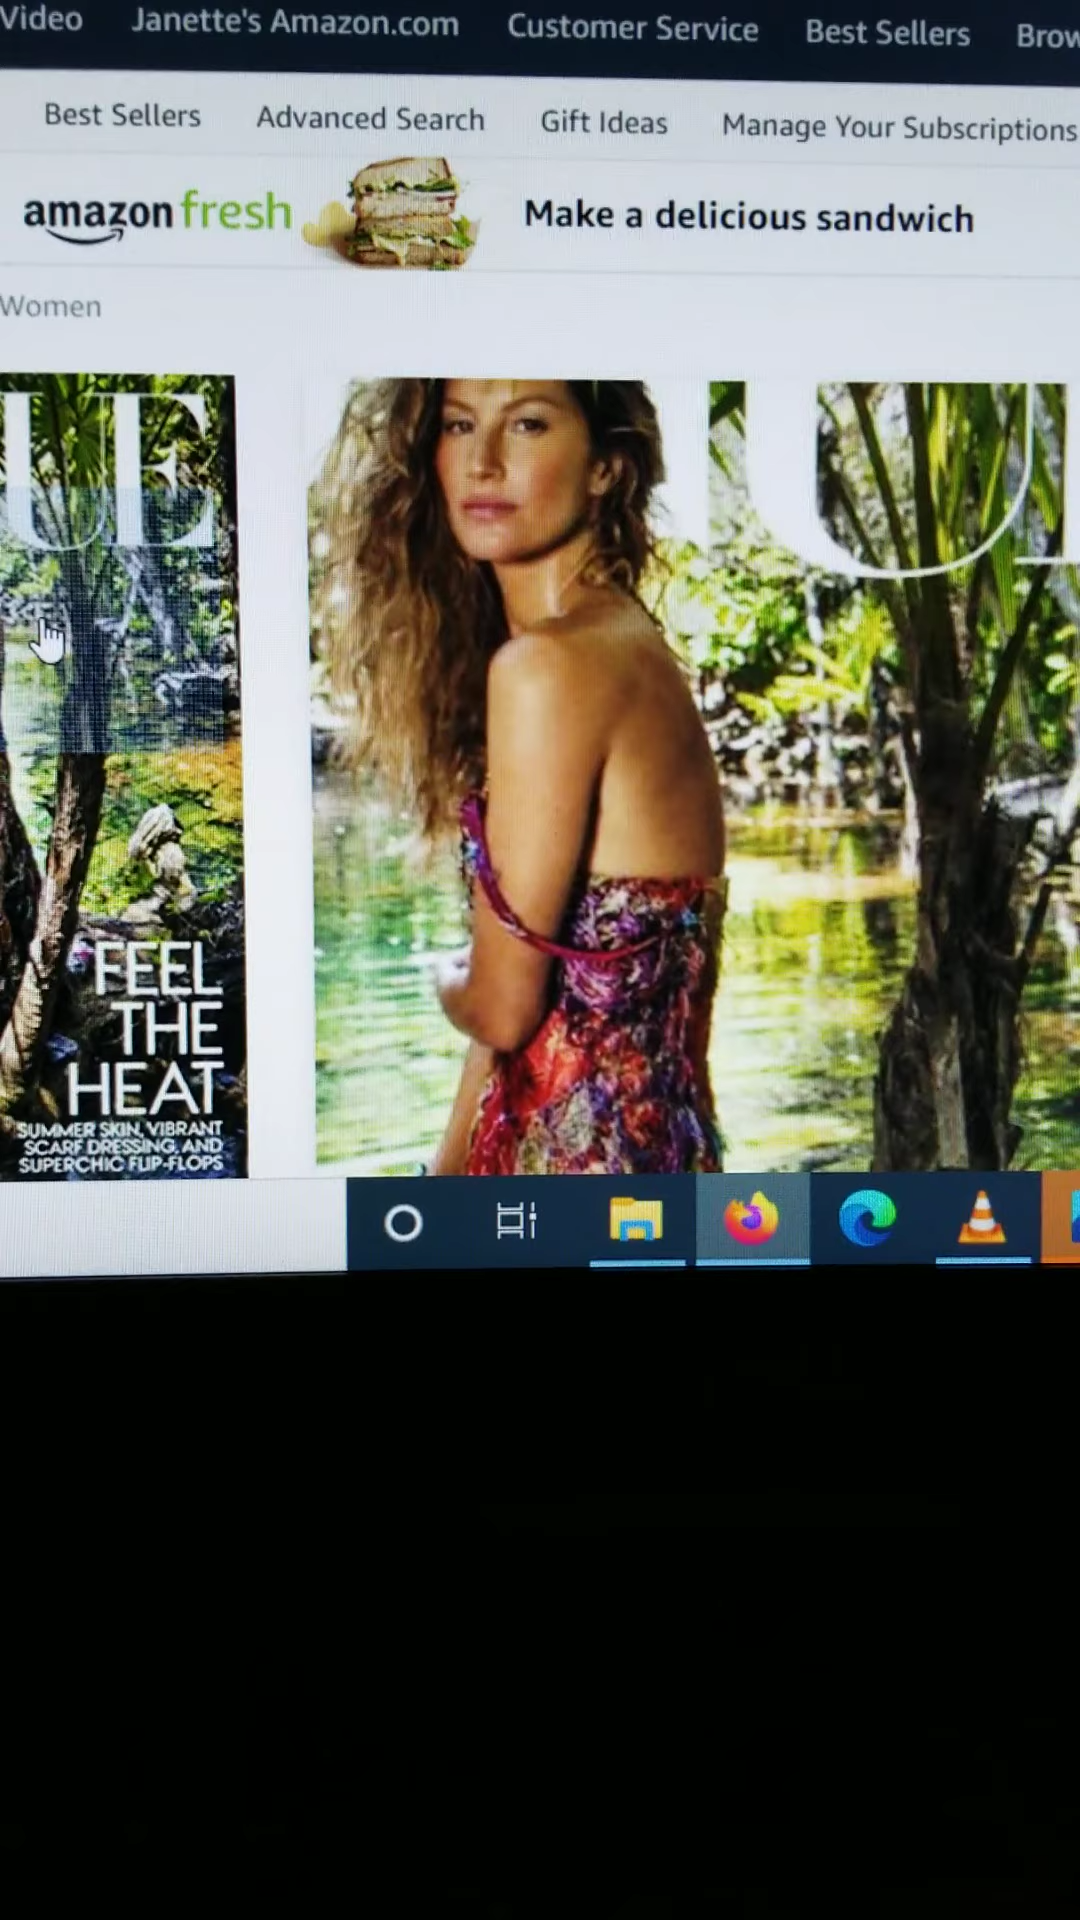 Video Janette's Amazon.com Customer Service Best Sellers
Best Sellers Advanced Search Gift Ideas Manage Your Subscriptions
amazon fresh Make a delicious sandwich
Women
UE
U
FEEL
THE
HEAT
SUMMER SKIN, VIBRANT
SCARF DRESSING, AND
SUPERCHIC FLIP-FLOPS